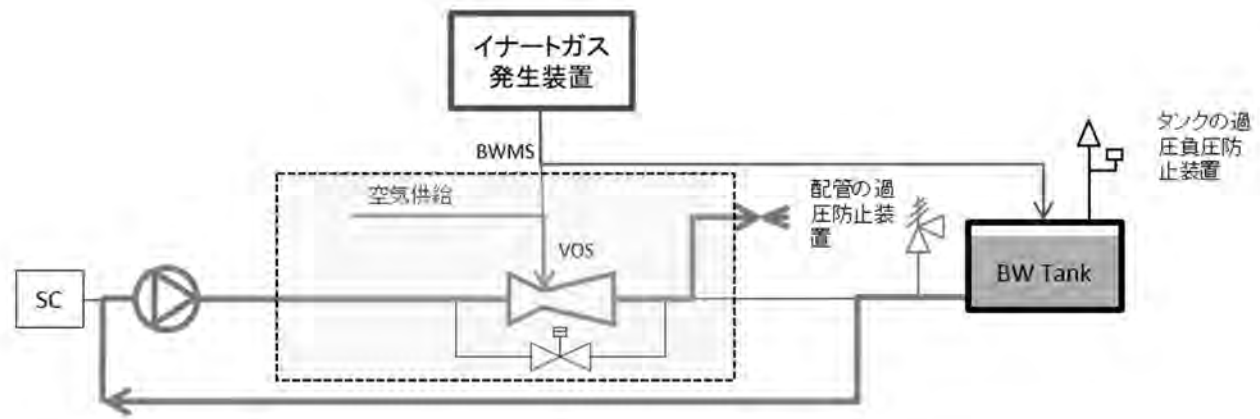 イナートガス
発生装置
BWMS
タンクの過
圧負圧防
止装置
空気供給
配管の過
圧防止装
置
VOS
SC
BW Tank